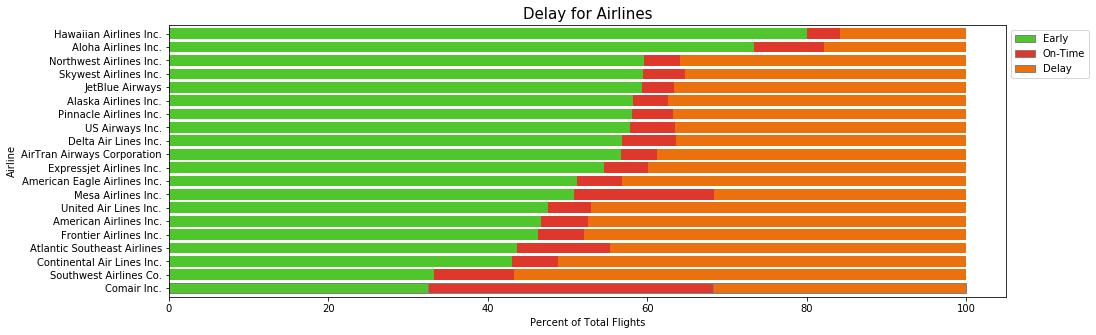 Delay for Airlines
Hawaiian Airlines Inc.
Aloha Airlines Inc.
Northwest Airlines Inc.
Skywest Airlines Inc.
JetBlue Airways
Alaska Airlines Inc.
Pinnacle Airlines Inc.
US Airways Inc.
Delta Air Lines Inc.
AirTran Airways Corporation
Expressjet Airlines Inc.
American Eagle Airlines Inc.
Mesa Airlines Inc.
United Air Lines Inc.
American Airlines Inc.
Frontier Airlines Inc.
Atlantic Southeast Airlines
Continental Air Lines Inc.
Southwest Airlines Co.
Comair Inc.
Airline
0 20 40 60 80 100
Percent of Total Flights
Early
On-Time
Delay